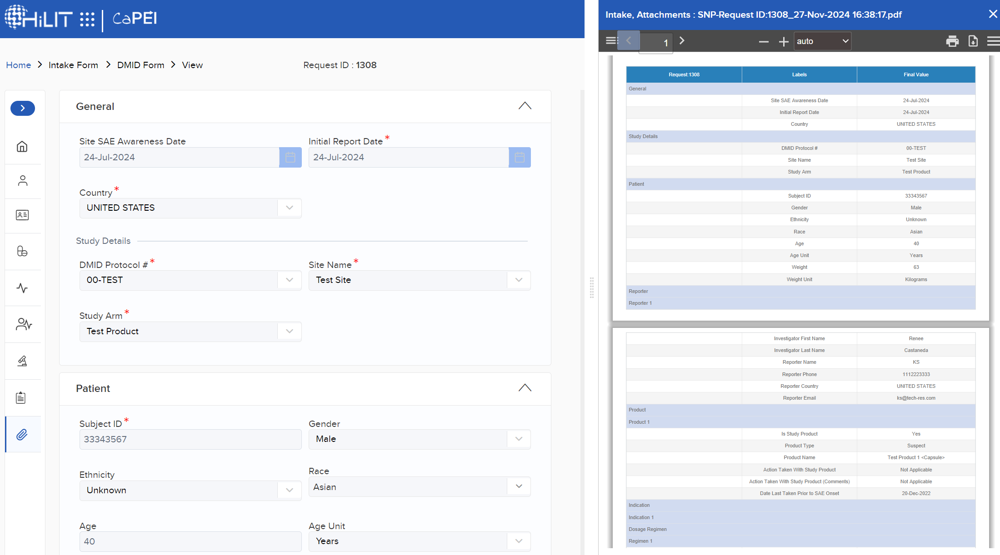 HiLIT CaPEI
Home > Intake Form > DMID Form > View
Request ID : 1308
General
Site SAE Awareness Date
Initial Report Date *
24-Jul-2024
24-Jul-2024
Country *
UNITED STATES
Study Details
DMID Protocol # *
Site Name *
00-TEST
Test Site
Study Arm *
Test Product
Patient
Subject ID *
Gender
33343567
Male
Ethnicity
Race
Unknown
Asian
Age
Age Unit
40
Years
Intake, Attachments : SNP-Request ID:1308_27-Nov-2024 16:38:17.pdf
1
auto
Request:1308 Labels Final Value
General
Site SAE Awareness Date 24-Jul-2024
Initial Report Date 24-Jul-2024
Country UNITED STATES
Study Details
DMID Protocol # 00-TEST
Site Name Test Site
Study Arm Test Product
Patient
Subject ID 33343567
Gender Male
Ethnicity Unknown
Race Asian
Age 40
Age Unit Years
Weight 63
Weight Unit Kilograms
Reporter
Reporter 1
Investigator First Name Renee
Investigator Last Name Castaneda
Reporter Name KS
Reporter Phone 1112223333
Reporter Country UNITED STATES
Reporter Email ks@tech-res.com
Product
Product 1
Is Study Product Yes
Product Type Suspect
Product Name Test Product 1 <Capsule>
Action Taken With Study Product Not Applicable
Action Taken With Study Product (Comments) Not Applicable
Date Last Taken Prior to SAE Onset 20-Dec-2022
Indication
Indication 1
Dosage Regimen
Regimen 1